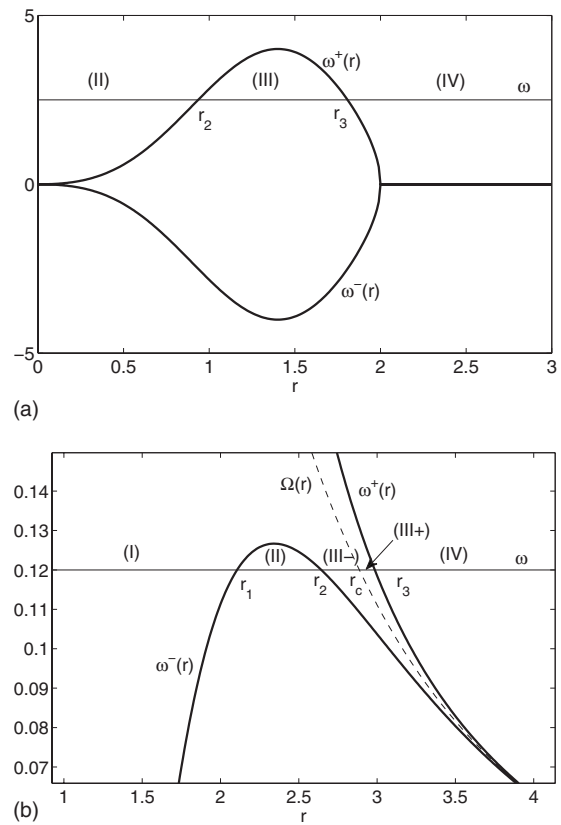 5
ω⁺(r)
(II) (III) (IV) ω
r₂ r₃
0
ω⁻(r)
−5
0 0.5 1 1.5 2 2.5 3
r
(a)
0.14 Ω(r) ω⁺(r)
0.13 (III+)
(I) (II) (III−) (IV) ω
0.12
r₁ r₂ r_c r₃
0.11
0.1
ω⁻(r)
0.09
0.08
0.07
1 1.5 2 2.5 3 3.5 4
r
(b)